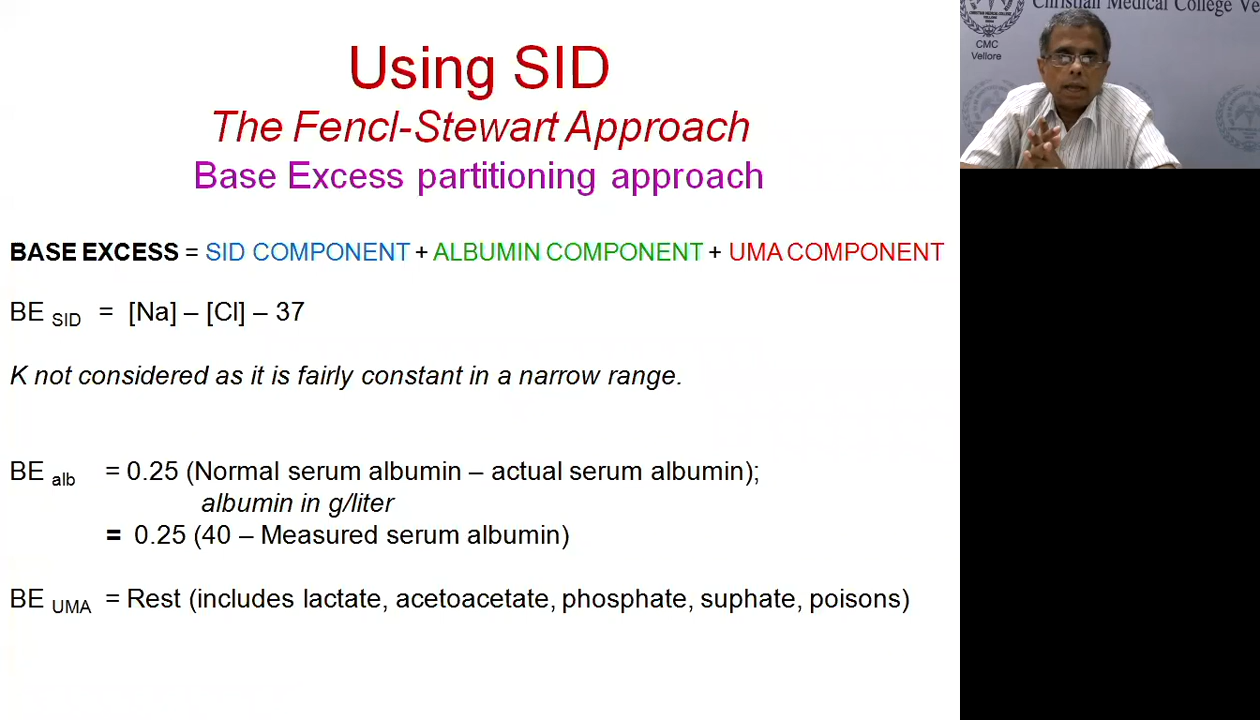 Using SID
The Fencl-Stewart Approach
Base Excess partitioning approach
BASE EXCESS = SID COMPONENT + ALBUMIN COMPONENT + UMA COMPONENT
BE SID = [Na] – [Cl] – 37
K not considered as it is fairly constant in a narrow range.
BE alb = 0.25 (Normal serum albumin – actual serum albumin);
albumin in g/liter
= 0.25 (40 – Measured serum albumin)
BE UMA = Rest (includes lactate, acetoacetate, phosphate, suphate, poisons)
Christian Medical College Ve
CMC
Vellore